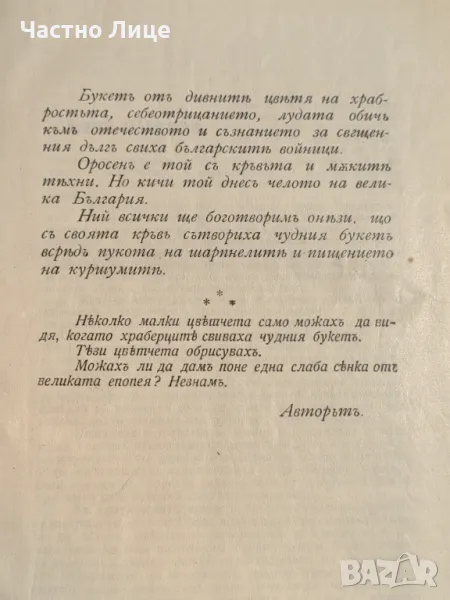 Частно Лице
Букетъ отъ дивнитѣ цвѣтя на храб-
ростьта, себеотрицанието, лудата обичь
къмъ отечеството и съзнанието за свещен-
ния дългъ свиха българскитѣ войници.
Оросенъ е той съ кръвьта и мѫкитѣ
тѣхни. Но кичи той днесъ челото на вели-
ка България.
Ний всички ще боготворимъ онѣзи, що
съ своята кръвь сътвориха чудния букетъ
всрѣдъ пукота на шарпнелитѣ и пищението
на куршумитѣ.
* * *
Нѣколко малки цвѣтчета само можахъ да ви-
дя, когато храберцитѣ свиваха чудния букетъ.
Тѣзи цвѣтчета обрисувахъ.
Можахъ ли да дамъ поне една слаба сѣнка отъ
великата епопея? Незнамъ.
Авторътъ.
BAZAR.bg